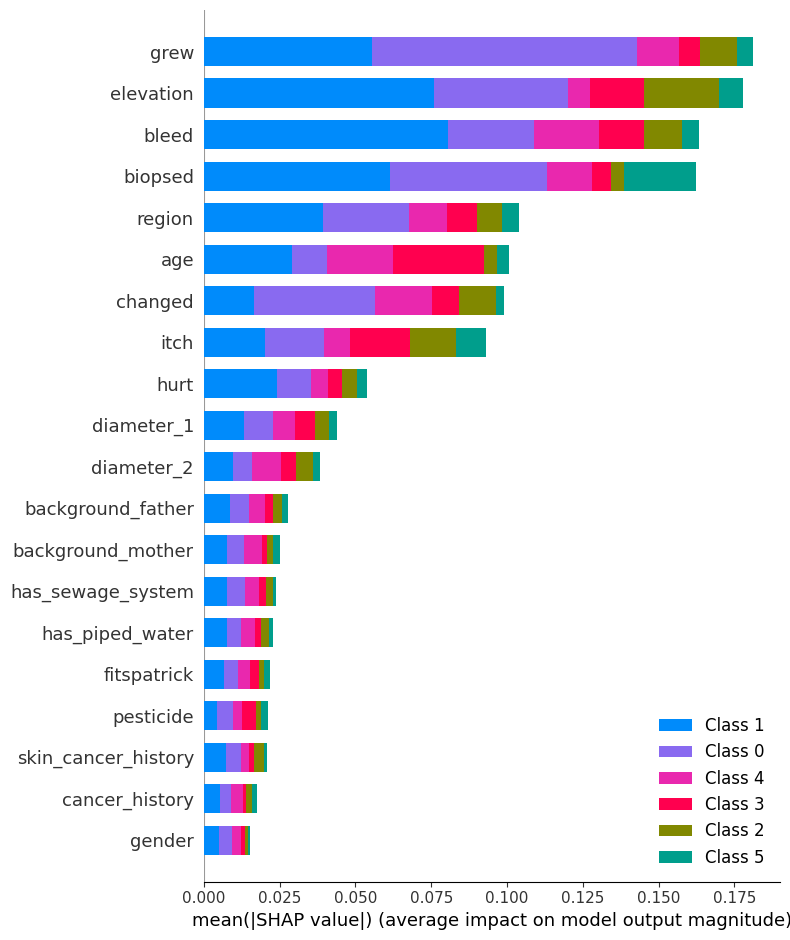 grew
elevation
bleed
biopsed
region
age
changed
itch
hurt
diameter_1
diameter_2
background_father
background_mother
has_sewage_system
has_piped_water
fitspatrick
pesticide
skin_cancer_history
cancer_history
gender
Class 1
Class 0
Class 4
Class 3
Class 2
Class 5
0.000 0.025 0.050 0.075 0.100 0.125 0.150 0.175
mean(|SHAP value|) (average impact on model output magnitude)